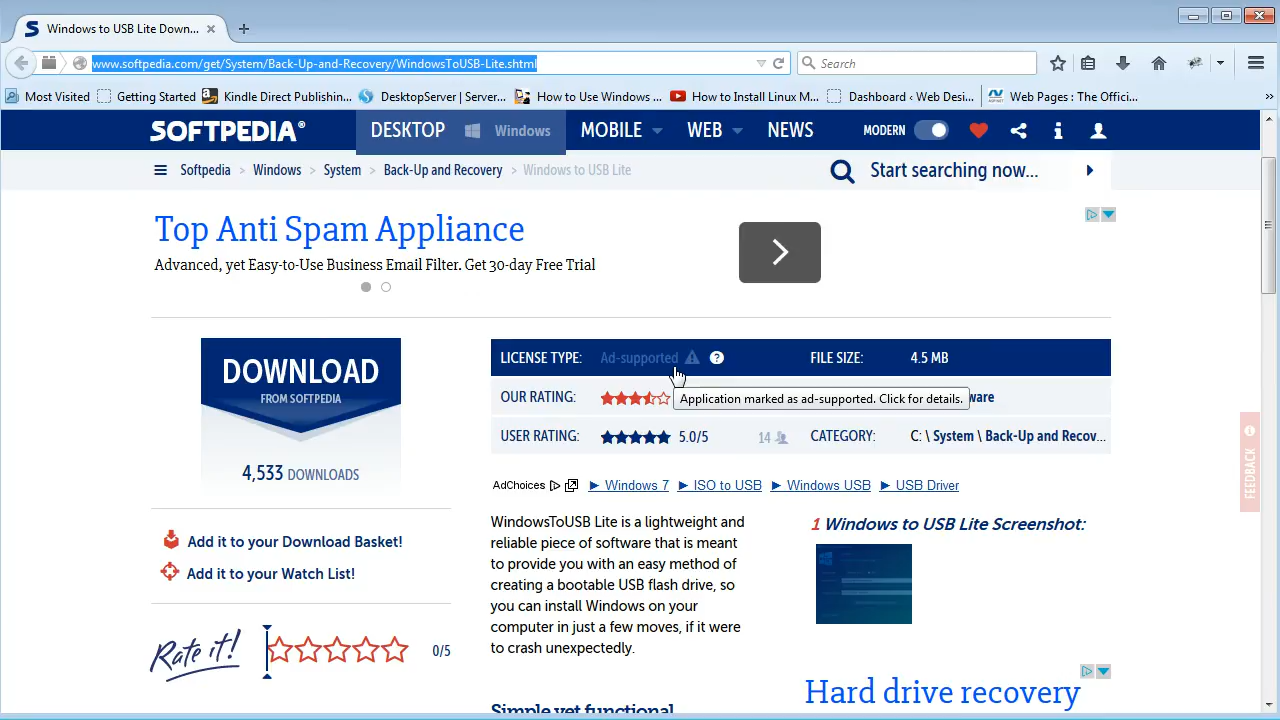 Windows to USB Lite Down...
www.softpedia.com/get/System/Back-Up-and-Recovery/WindowsToUSB-Lite.shtml
Search
Most Visited Getting Started Kindle Direct Publishin... DesktopServer | Server... How to Use Windows ... How to Install Linux M... Dashboard ‹ Web Desi... Web Pages : The Offici...
SOFTPEDIA® DESKTOP Windows MOBILE WEB NEWS MODERN
Softpedia > Windows > System > Back-Up and Recovery > Windows to USB Lite
Start searching now...
Top Anti Spam Appliance
Advanced, yet Easy-to-Use Business Email Filter. Get 30-day Free Trial
DOWNLOAD
FROM SOFTPEDIA
4,533 DOWNLOADS
LICENSE TYPE: Ad-supported FILE SIZE: 4.5 MB
OUR RATING: ware
Application marked as ad-supported. Click for details.
USER RATING: 5.0/5 14 CATEGORY: C: \ System \ Back-Up and Recov...
AdChoices ► Windows 7 ► ISO to USB ► Windows USB ► USB Driver
Add it to your Download Basket!
Add it to your Watch List!
Rate it! 0/5
WindowsToUSB Lite is a lightweight and
reliable piece of software that is meant
to provide you with an easy method of
creating a bootable USB flash drive, so
you can install Windows on your
computer in just a few moves, if it were
to crash unexpectedly.
Simple yet functional
1 Windows to USB Lite Screenshot:
Hard drive recovery
FEEDBACK